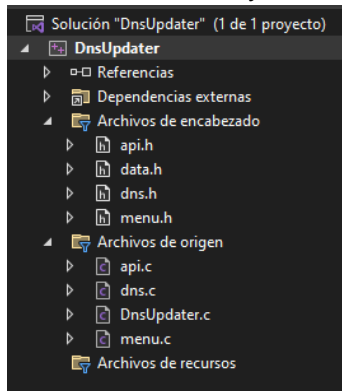 Solución "DnsUpdater" (1 de 1 proyecto)
DnsUpdater
Referencias
Dependencias externas
Archivos de encabezado
api.h
data.h
dns.h
menu.h
Archivos de origen
api.c
dns.c
DnsUpdater.c
menu.c
Archivos de recursos